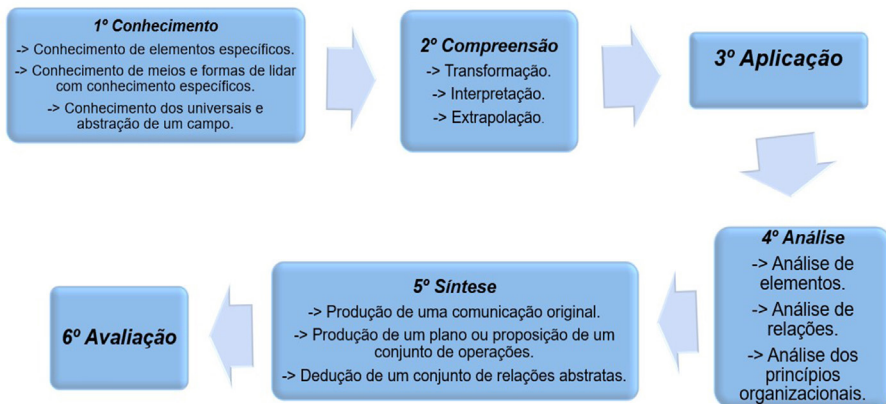 1º Conhecimento
-> Conhecimento de elementos específicos.
-> Conhecimento de meios e formas de lidar
com conhecimento específicos.
-> Conhecimento dos universais e
abstração de um campo.
2º Compreensão
-> Transformação.
-> Interpretação.
-> Extrapolação.
3º Aplicação
4º Análise
-> Análise de
elementos.
-> Análise de
relações.
-> Análise dos
princípios
organizacionais.
5º Síntese
-> Produção de uma comunicação original.
-> Produção de um plano ou proposição de um
conjunto de operações.
-> Dedução de um conjunto de relações abstratas.
6º Avaliação